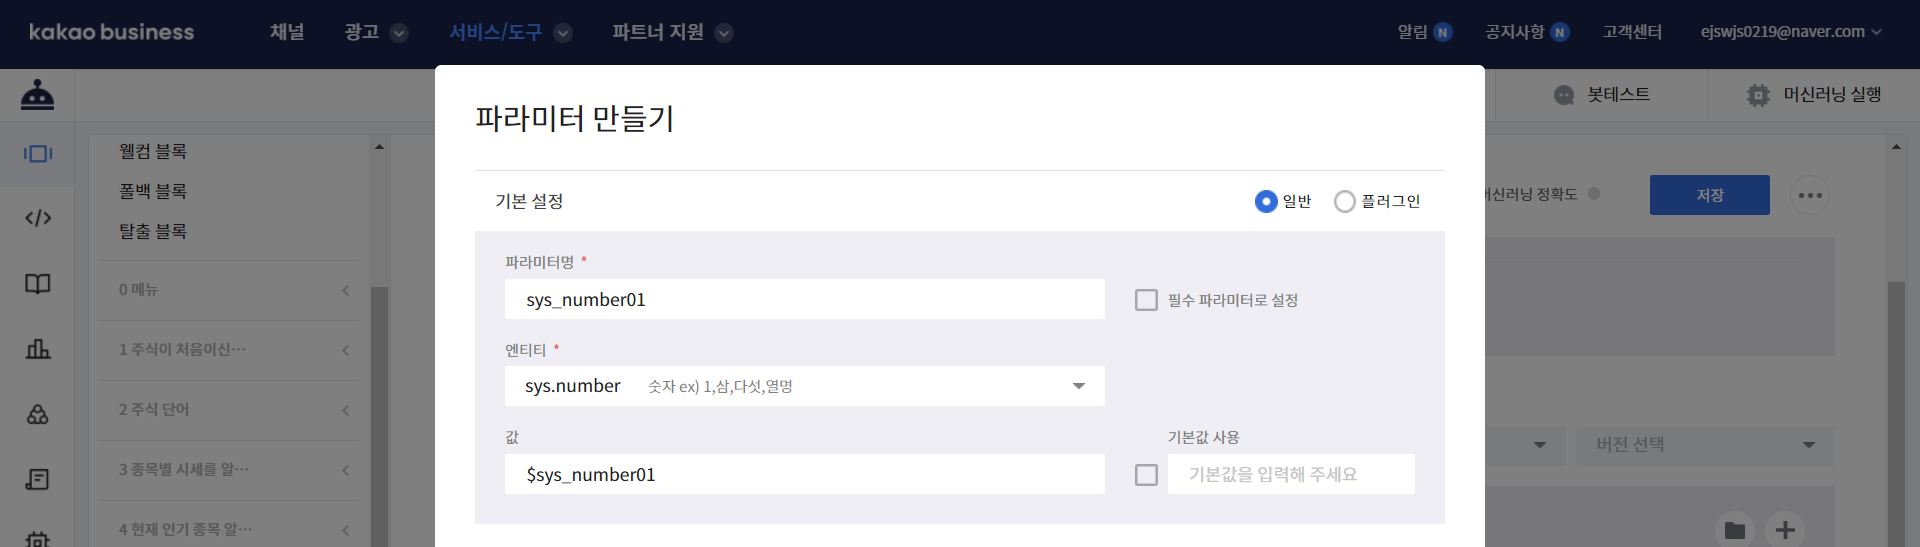 kakao business
채널
광고
서비스/도구
파트너 지원
알림 N
공지사항 N
고객센터
ejswjs0219@naver.com
봇테스트
머신러닝 실행
웰컴 블록
폴백 블록
탈출 블록
0 메뉴
1 주식이 처음이신···
2 주식 단어
3 종목별 시세를 알···
4 현재 인기 종목 알···
파라미터 만들기
기본 설정
일반
플러그인
파라미터명 *
sys_number01
필수 파라미터로 설정
엔티티 *
sys.number 숫자 ex) 1,삼,다섯,열명
값
$sys_number01
기본값 사용
기본값을 입력해 주세요
머신러닝 정확도
저장
버전 선택